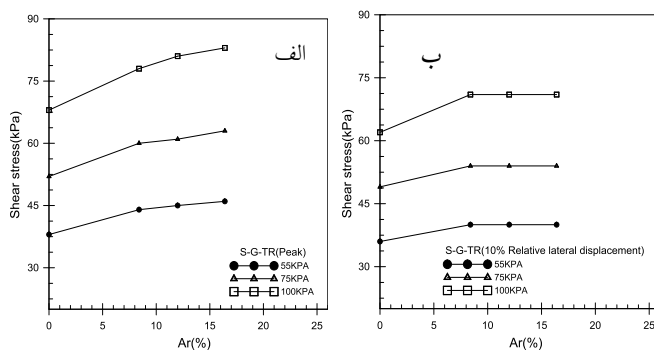 الف
90
75
60
45
30
Shear stress(kPa)
S-G-TR(Peak)
55KPA
75KPA
100KPA
0 5 10 15 20 25
Ar(%)
ب
90
75
60
45
30
Shear stress(kPa)
S-G-TR(10% Relative lateral displacement)
55KPA
75KPA
100KPA
0 5 10 15 20 25
Ar(%)